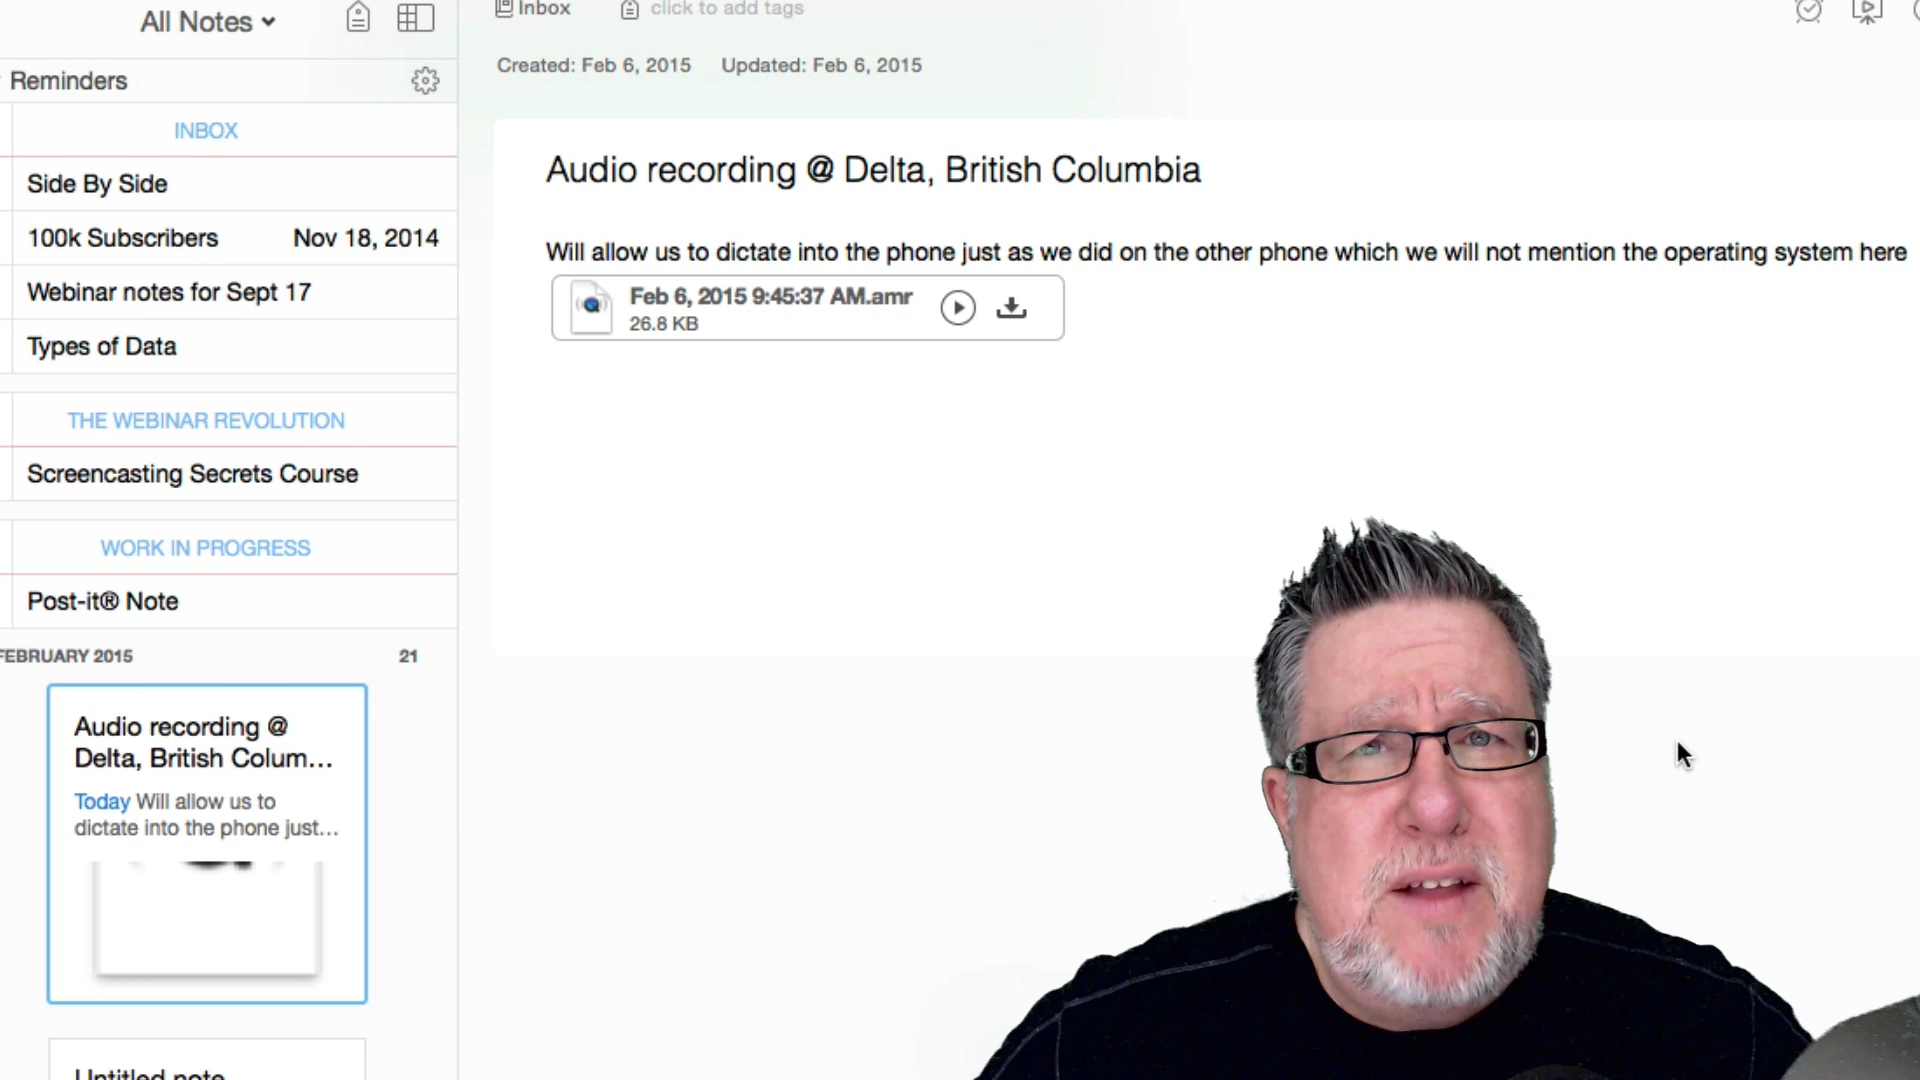 All Notes
Reminders
INBOX
Side By Side
100k Subscribers Nov 18, 2014
Webinar notes for Sept 17
Types of Data
THE WEBINAR REVOLUTION
Screencasting Secrets Course
WORK IN PROGRESS
Post-it® Note
FEBRUARY 2015 21
Audio recording @
Delta, British Colum...
Today Will allow us to
dictate into the phone just...
Untitled note
Inbox click to add tags
Created: Feb 6, 2015 Updated: Feb 6, 2015
Audio recording @ Delta, British Columbia
Will allow us to dictate into the phone just as we did on the other phone which we will not mention the operating system here
Feb 6, 2015 9:45:37 AM.amr
26.8 KB